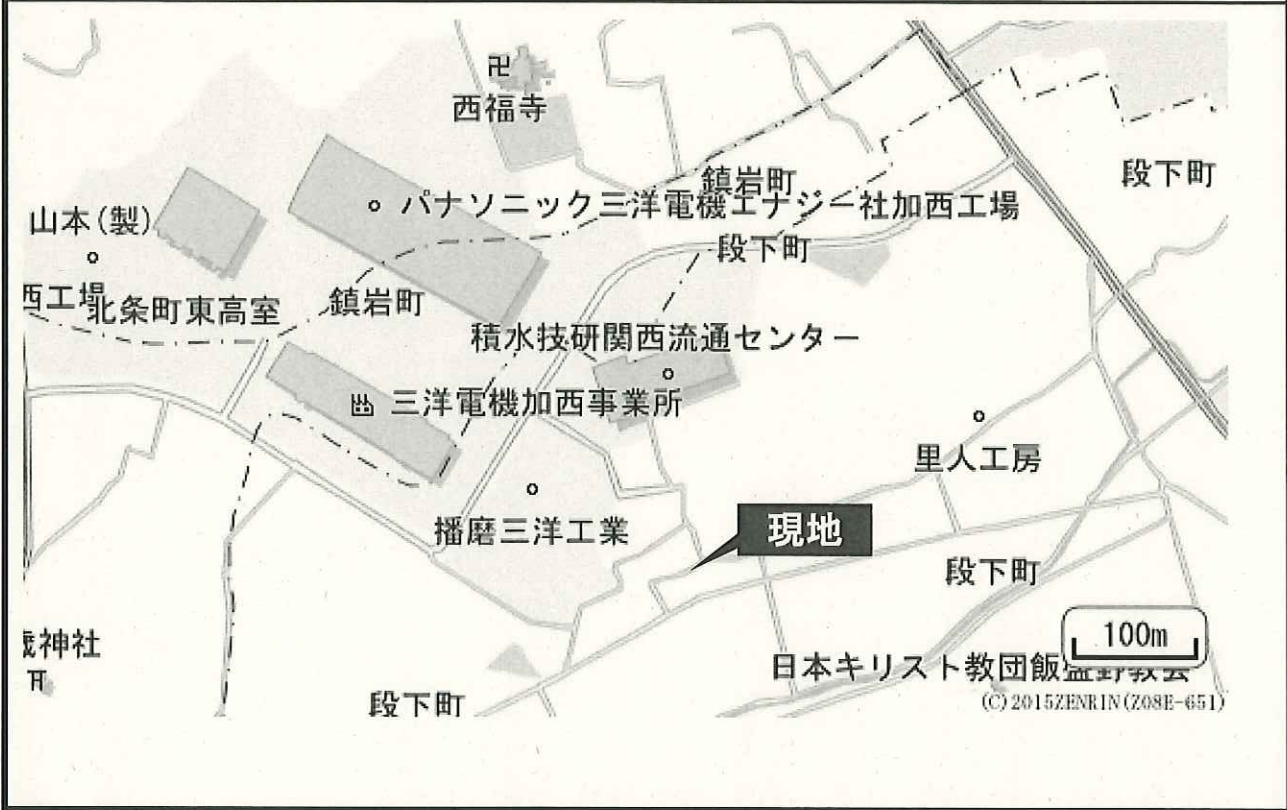 卍
西福寺
鎮岩町
段下町
パナソニック三洋電機エナジー社加西工場
山本(製)
段下町
西工場
北条町東高室
鎮岩町
積水技研関西流通センター
三洋電機加西事業所
里人工房
播磨三洋工業
現地
段下町
100m
歳神社
日本キリスト教団飯盛野教会
段下町
(C)2015ZENRIN(Z08E-651)